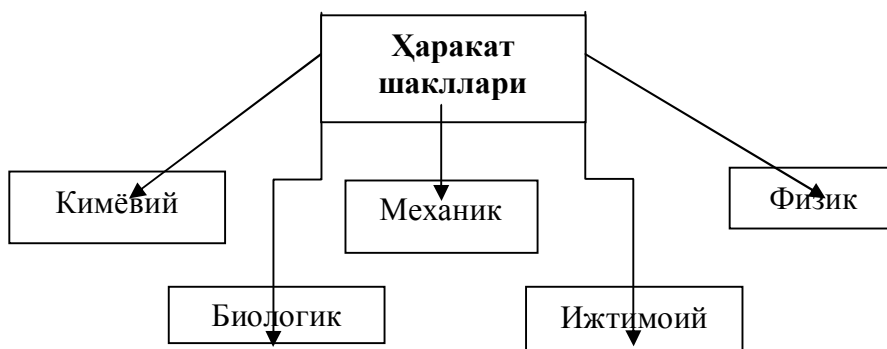 Ҳаракат
шакллари
Кимёвий
Механик
Физик
Биологик
Ижтимоий